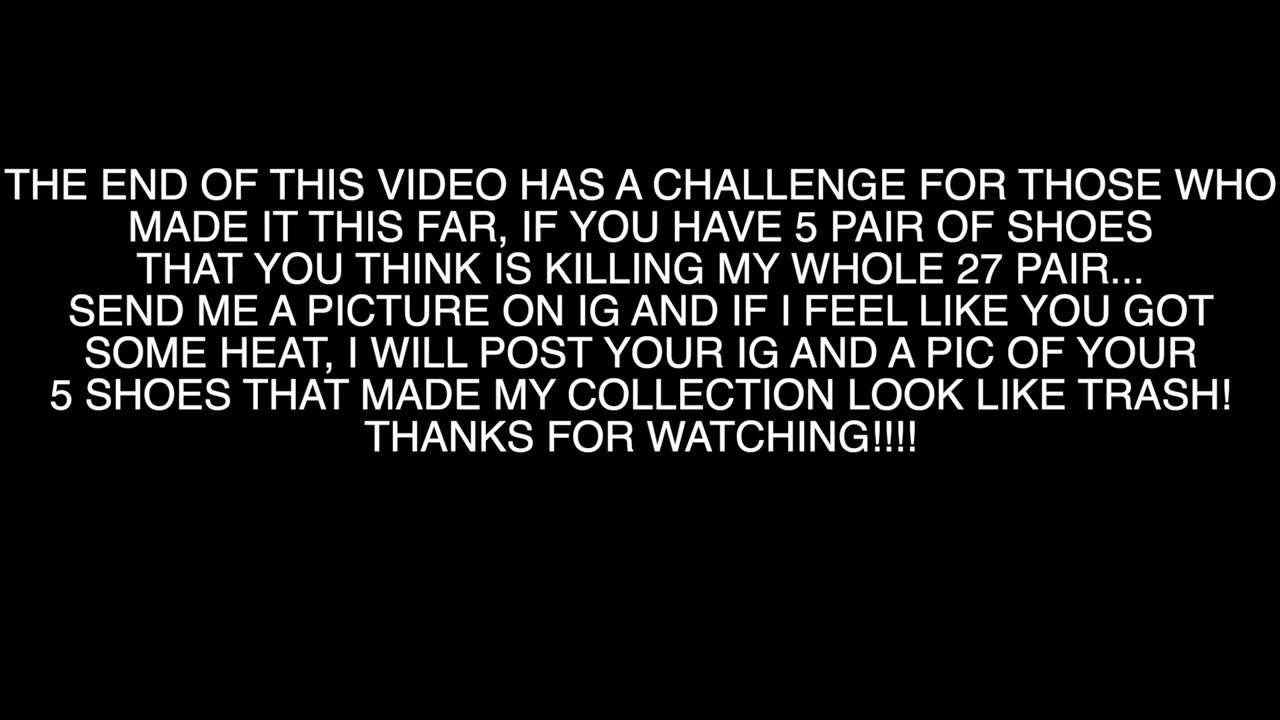 THE END OF THIS VIDEO HAS A CHALLENGE FOR THOSE WHO
MADE IT THIS FAR, IF YOU HAVE 5 PAIR OF SHOES
THAT YOU THINK IS KILLING MY WHOLE 27 PAIR...
SEND ME A PICTURE ON IG AND IF I FEEL LIKE YOU GOT
SOME HEAT, I WILL POST YOUR IG AND A PIC OF YOUR
5 SHOES THAT MADE MY COLLECTION LOOK LIKE TRASH!
THANKS FOR WATCHING!!!!